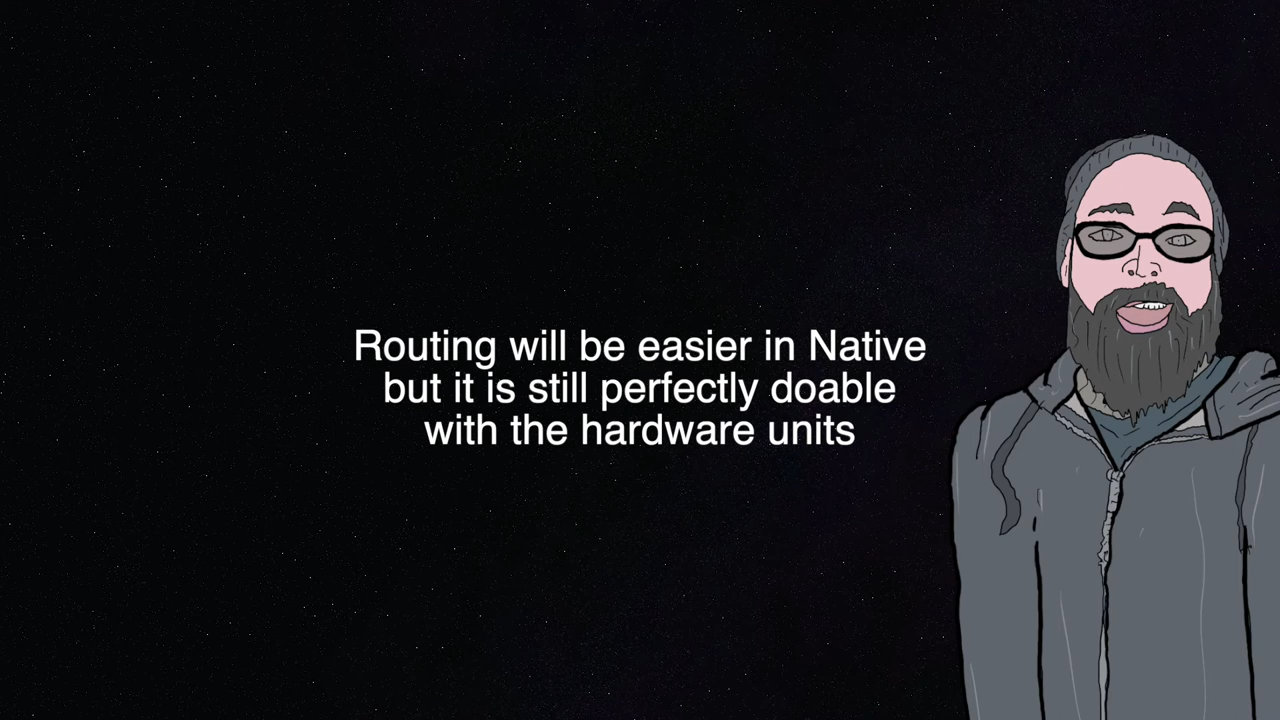 Routing will be easier in Native
but it is still perfectly doable
with the hardware units